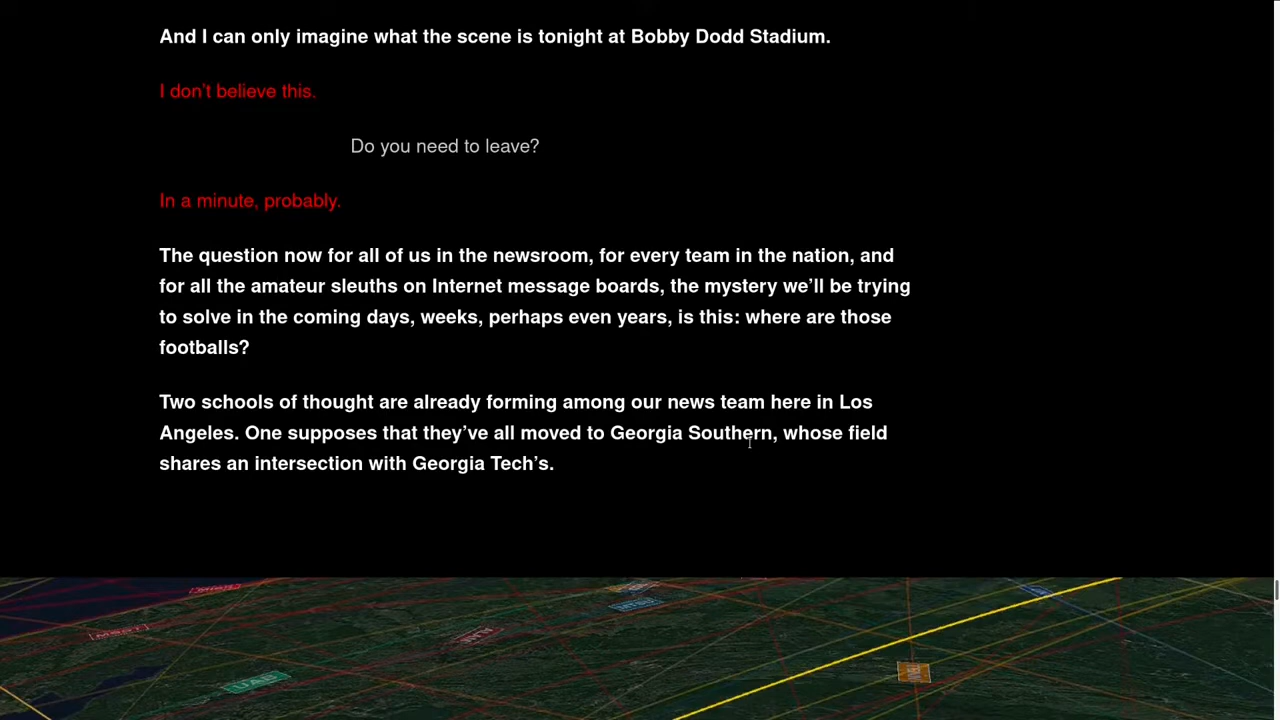 And I can only imagine what the scene is tonight at Bobby Dodd Stadium.
I don’t believe this.
Do you need to leave?
In a minute, probably.
The question now for all of us in the newsroom, for every team in the nation, and
for all the amateur sleuths on Internet message boards, the mystery we’ll be trying
to solve in the coming days, weeks, perhaps even years, is this: where are those
footballs?
Two schools of thought are already forming among our news team here in Los
Angeles. One supposes that they’ve all moved to Georgia Southern, whose field
shares an intersection with Georgia Tech’s.
MTSU
UAB